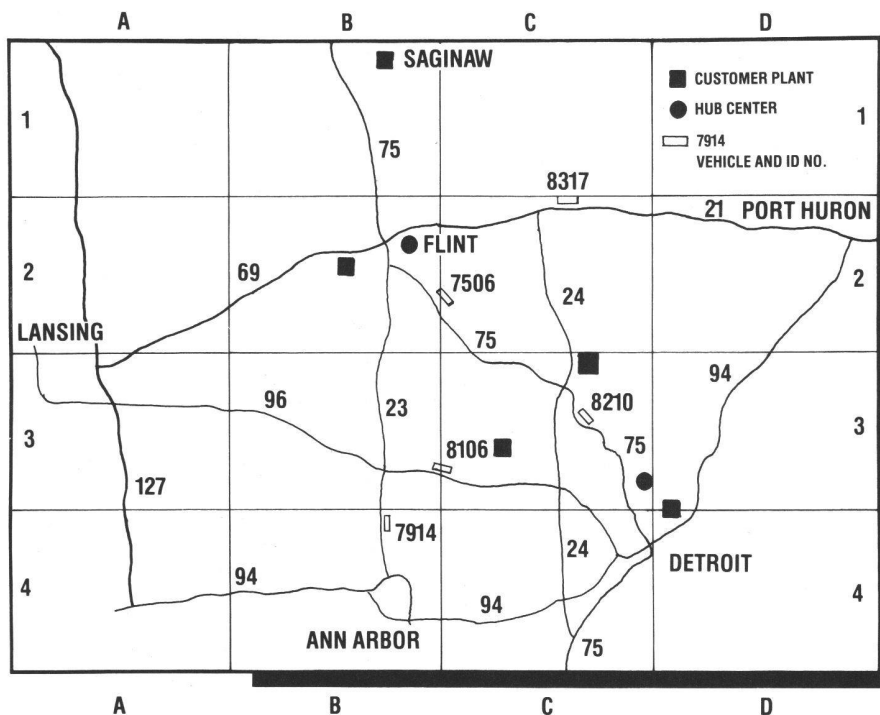 A B C D
SAGINAW
CUSTOMER PLANT
HUB CENTER
7914
VEHICLE AND ID NO.
1 1
75
8317
21 PORT HURON
FLINT
69
7506
2 2
24
LANSING
75
94
96
23
8210
3 3
8106
75
127
7914
24
DETROIT
94
4 4
94
ANN ARBOR
75
A B C D